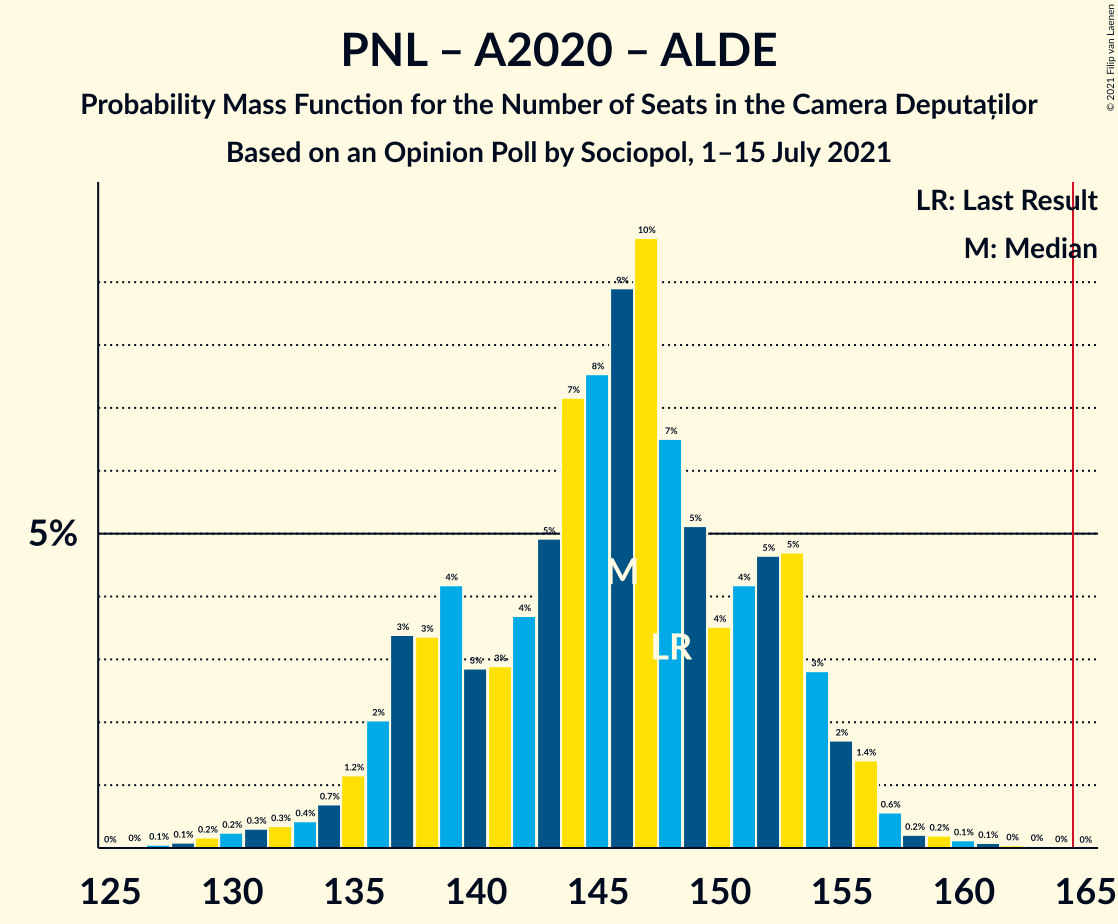 PNL – A2020 – ALDE
Probability Mass Function for the Number of Seats in the Camera Deputaților
Based on an Opinion Poll by Sociopol, 1–15 July 2021
© 2021 Filip van Laenen
LR: Last Result
M: Median
5%
0% 0% 0.1% 0.1% 0.2% 0.2% 0.3% 0.3% 0.4% 0.7% 1.2% 2% 3% 3% 4% 3% 3% 4% 5% 7% 8% 9% 10% 7% 5% 4% 4% 5% 5% 3% 2% 1.4% 0.6% 0.2% 0.2% 0.1% 0.1% 0% 0% 0% 0%
M
LR
125 130 135 140 145 150 155 160 165